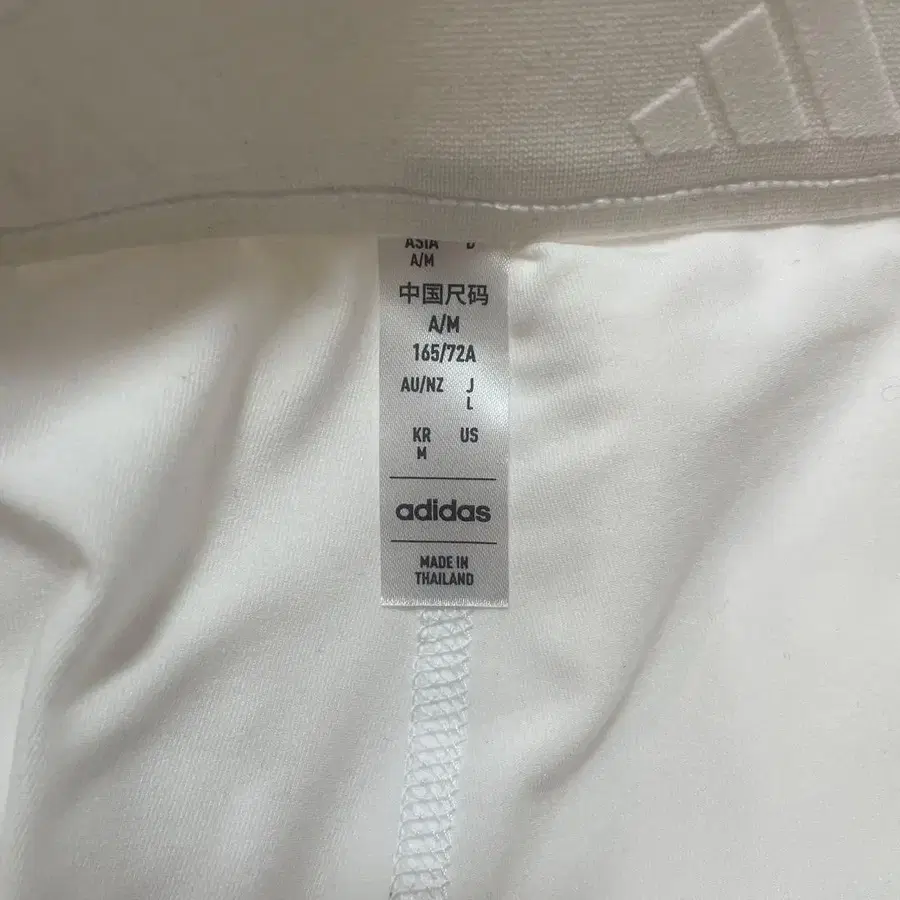 ASIA D
A/M
中国尺码
A/M
165/72A
AU/NZ J
L
KR US
M
adidas
MADE IN
THAILAND